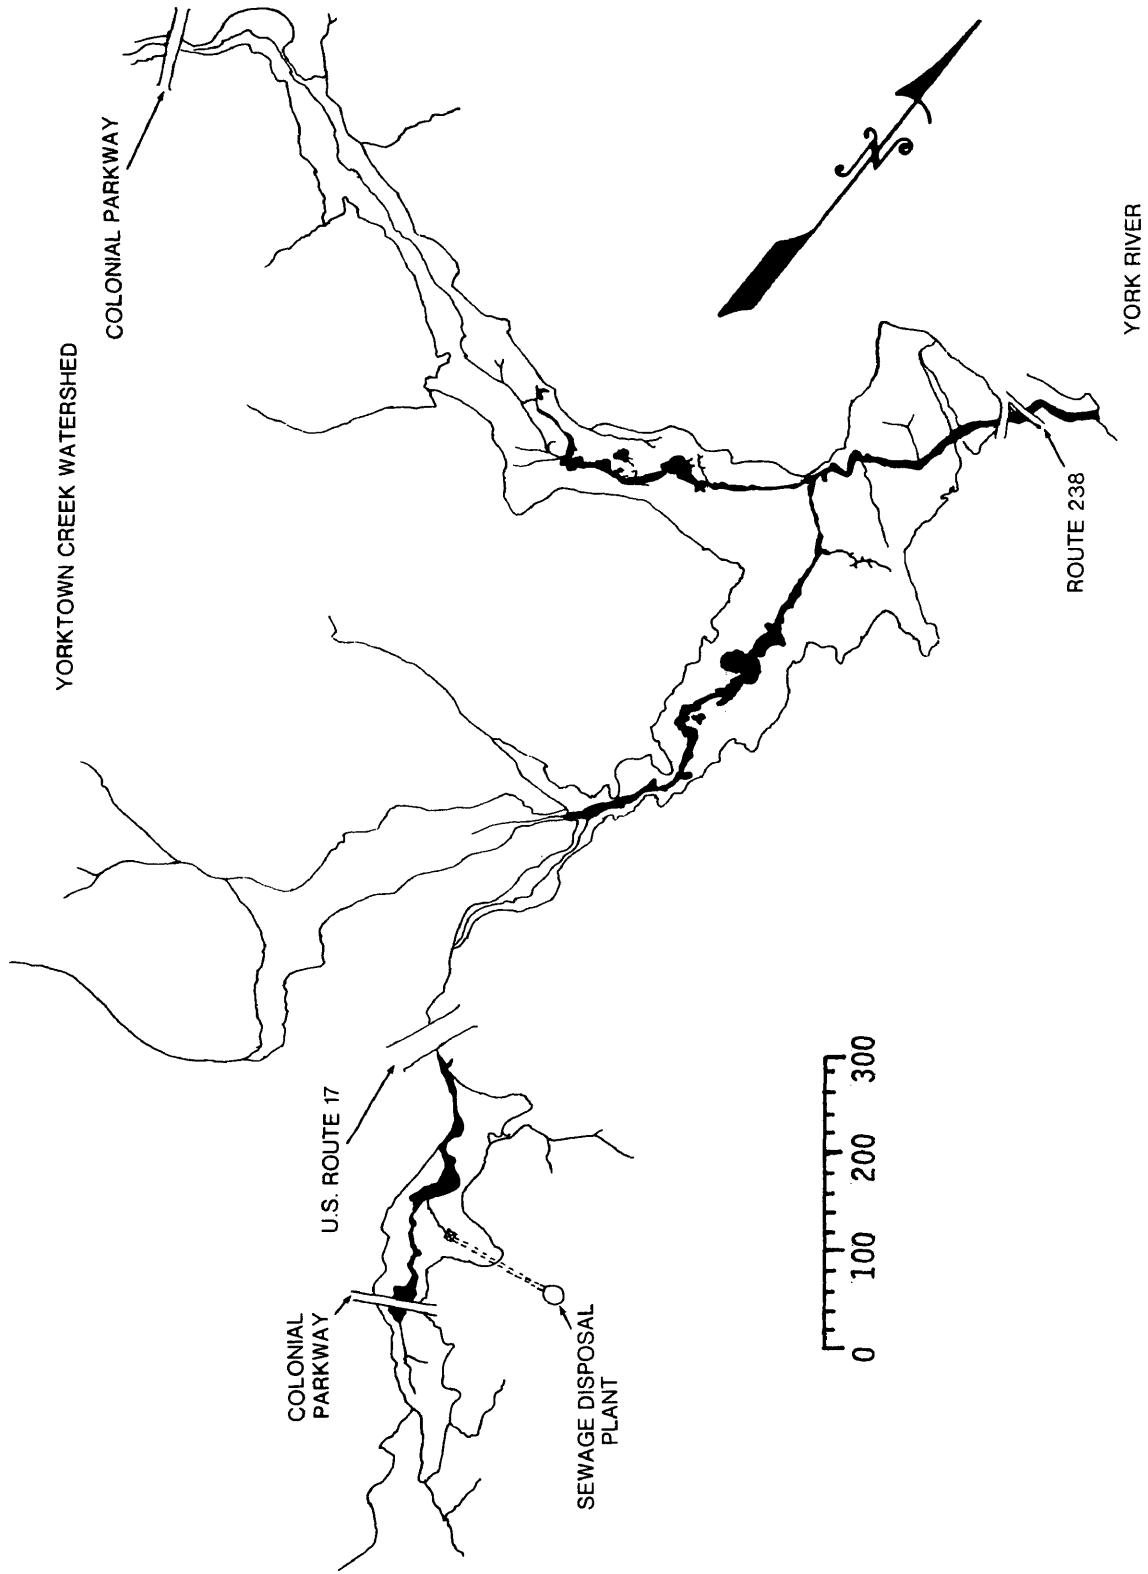 YORKTOWN CREEK WATERSHED
COLONIAL PARKWAY
N
YORK RIVER
ROUTE 238
U.S. ROUTE 17
COLONIAL
PARKWAY
SEWAGE DISPOSAL
PLANT
0 100 200 300